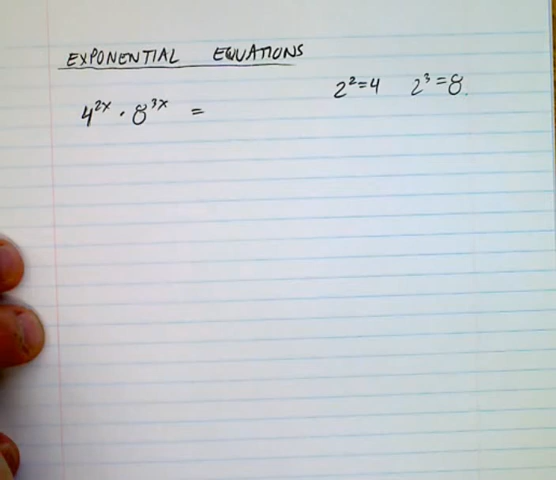 EXPONENTIAL EQUATIONS
2²=4 2³=8.
4²ˣ · 8³ˣ =